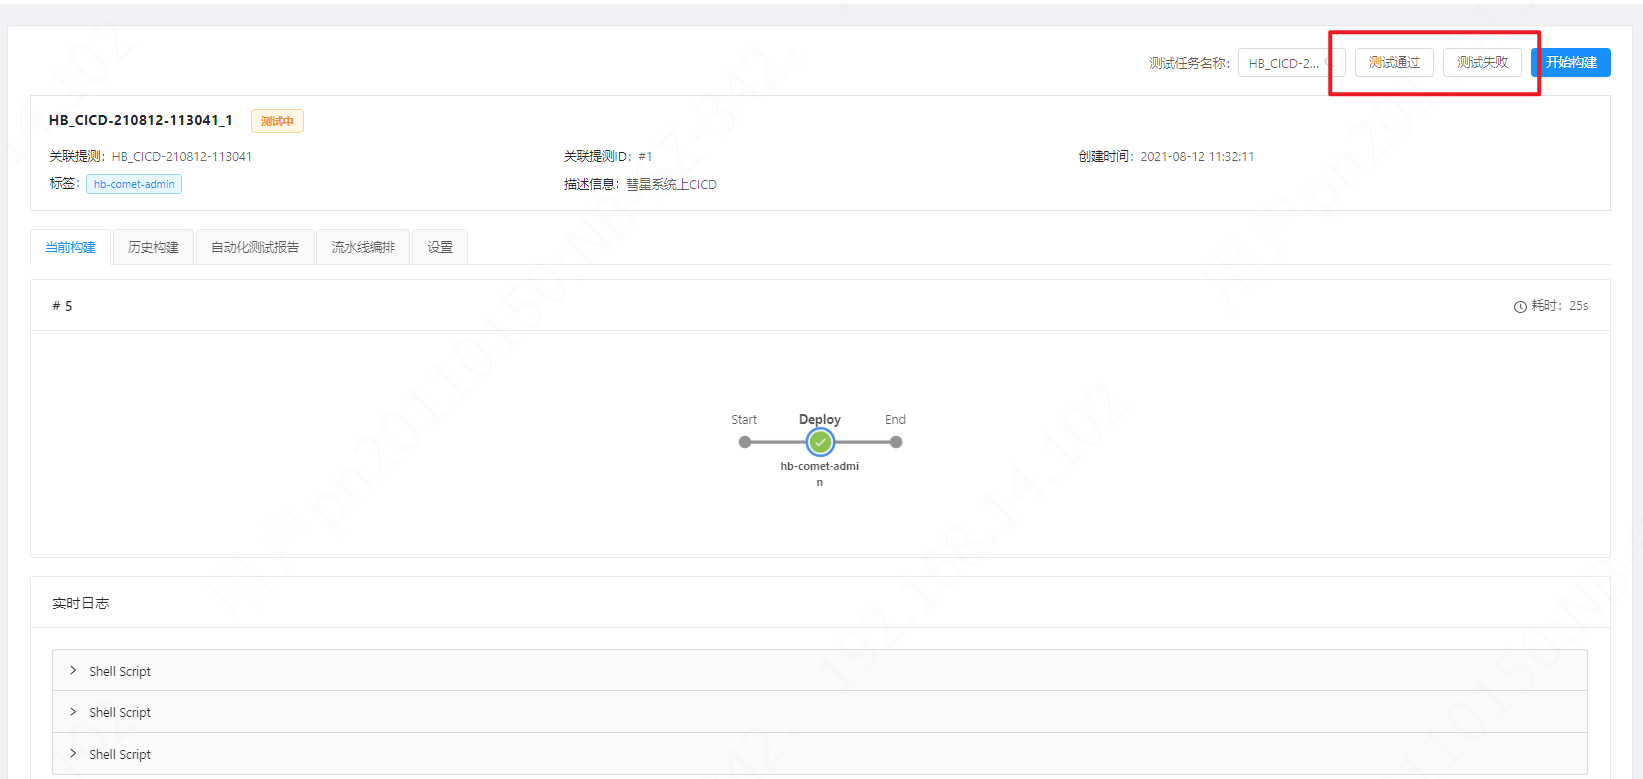 测试任务名称： HB_CICD-2... 测试通过 测试失败 开始构建
HB_CICD-210812-113041_1 测试中
关联提测： HB_CICD-210812-113041 关联提测ID： #1 创建时间： 2021-08-12 11:32:11
标签： hb-comet-admin 描述信息： 彗星系统上CICD
当前构建 历史构建 自动化测试报告 流水线编排 设置
# 5 耗时： 25s
Start Deploy End
hb-comet-admi
n
实时日志
Shell Script
Shell Script
Shell Script
192.168.14.102